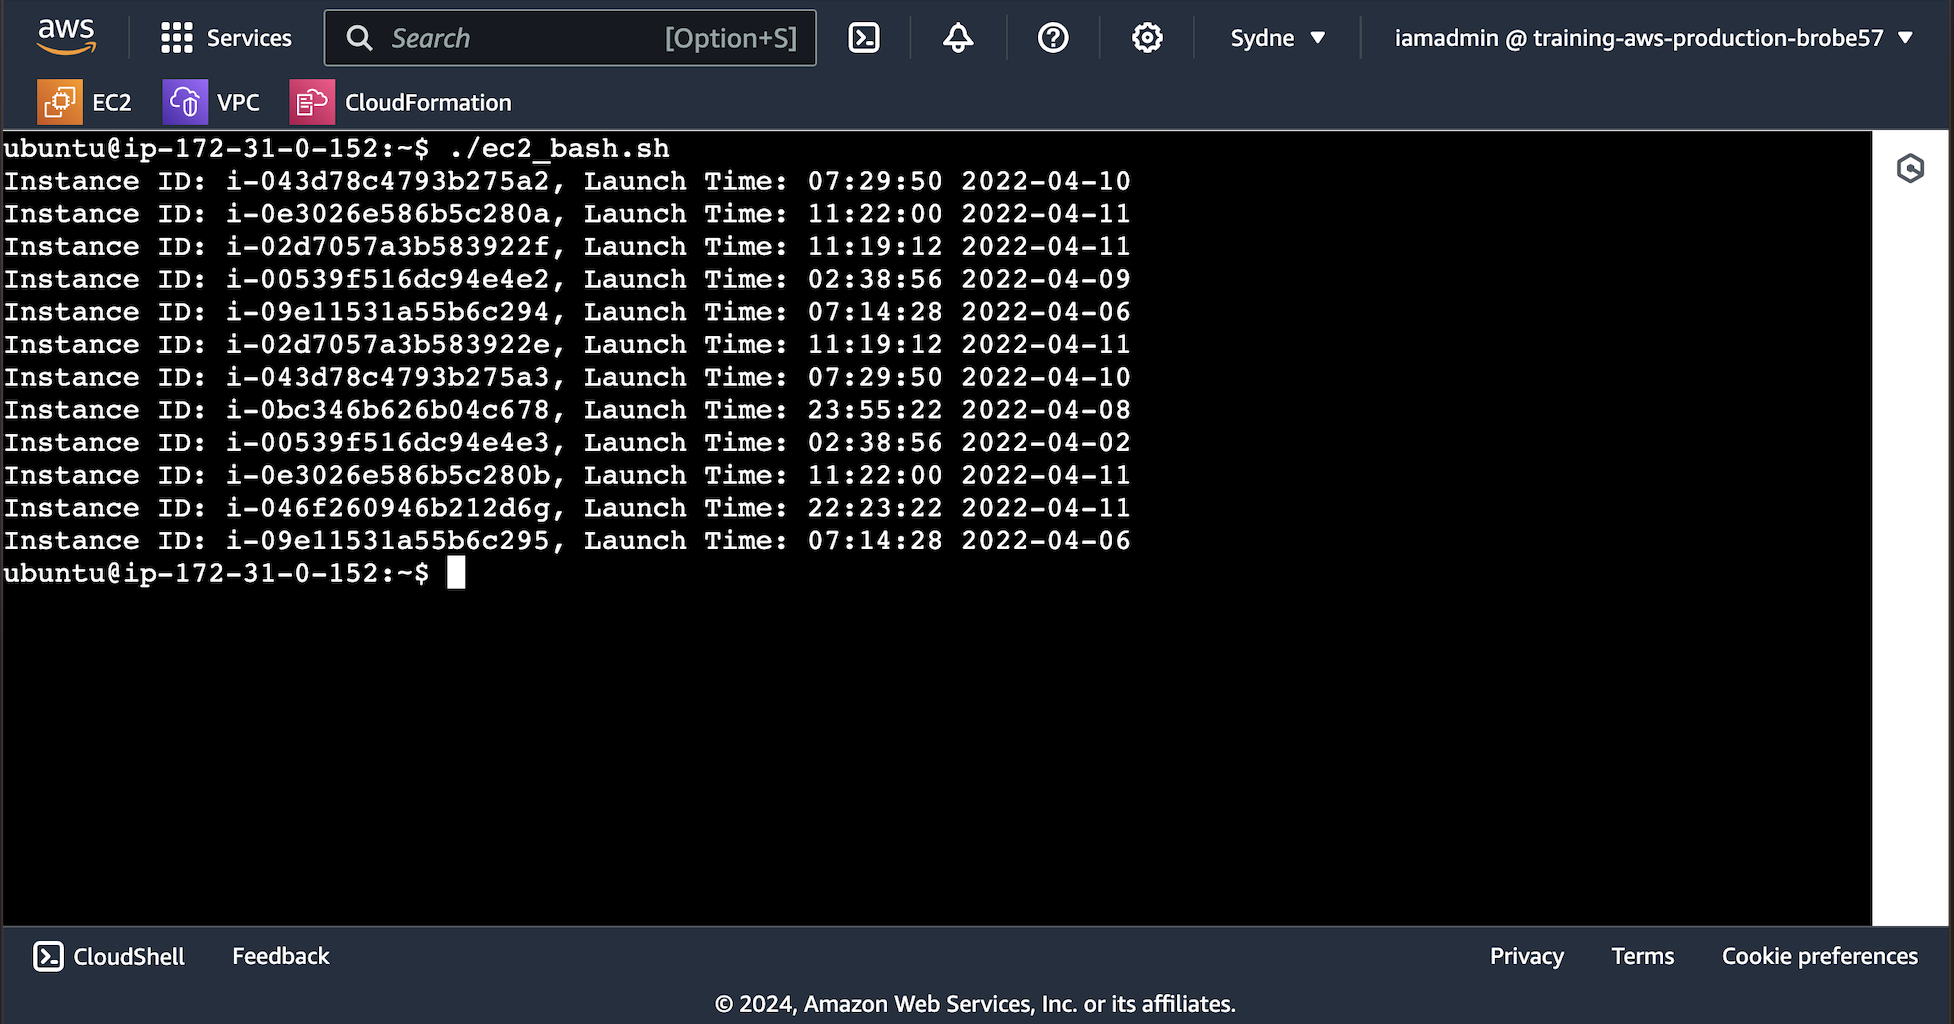 aws Services Search [Option+S] Sydne iamadmin @ training-aws-production-brobe57
EC2 VPC CloudFormation
ubuntu@ip-172-31-0-152:~$ ./ec2_bash.sh
Instance ID: i-043d78c4793b275a2, Launch Time: 07:29:50 2022-04-10
Instance ID: i-0e3026e586b5c280a, Launch Time: 11:22:00 2022-04-11
Instance ID: i-02d7057a3b583922f, Launch Time: 11:19:12 2022-04-11
Instance ID: i-00539f516dc94e4e2, Launch Time: 02:38:56 2022-04-09
Instance ID: i-09e11531a55b6c294, Launch Time: 07:14:28 2022-04-06
Instance ID: i-02d7057a3b583922e, Launch Time: 11:19:12 2022-04-11
Instance ID: i-043d78c4793b275a3, Launch Time: 07:29:50 2022-04-10
Instance ID: i-0bc346b626b04c678, Launch Time: 23:55:22 2022-04-08
Instance ID: i-00539f516dc94e4e3, Launch Time: 02:38:56 2022-04-02
Instance ID: i-0e3026e586b5c280b, Launch Time: 11:22:00 2022-04-11
Instance ID: i-046f260946b212d6g, Launch Time: 22:23:22 2022-04-11
Instance ID: i-09e11531a55b6c295, Launch Time: 07:14:28 2022-04-06
ubuntu@ip-172-31-0-152:~$
CloudShell Feedback Privacy Terms Cookie preferences
© 2024, Amazon Web Services, Inc. or its affiliates.